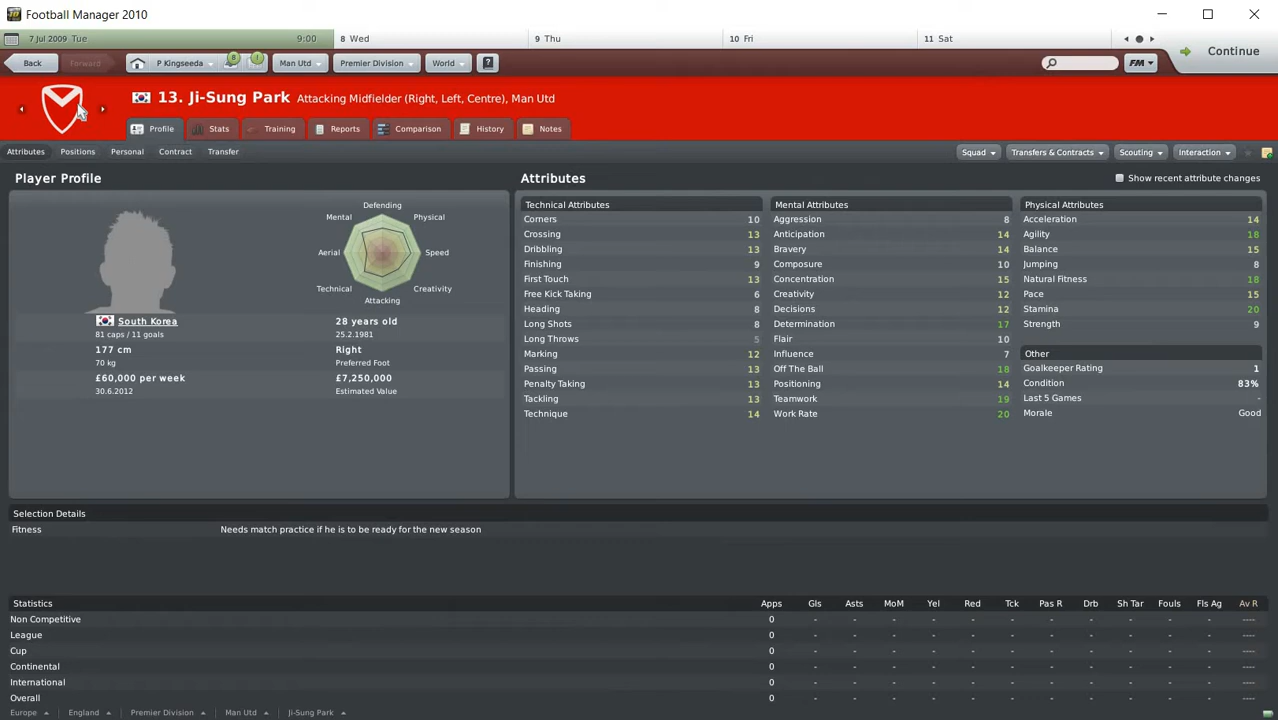 Football Manager 2010
7 Jul 2009 Tue 9:00 8 Wed 9 Thu 10 Fri 11 Sat
Back Forward P Kingseeda 8 Man Utd Premier Division World ? FM Continue
13. Ji-Sung Park Attacking Midfielder (Right, Left, Centre), Man Utd
Profile Stats Training Reports Comparison History Notes
Attributes Positions Personal Contract Transfer Squad Transfers & Contracts Scouting Interaction
Player Profile
Defending
Mental Physical
Aerial Speed
Technical Creativity
Attacking
South Korea 28 years old
81 caps / 11 goals 25.2.1981
177 cm Right
70 kg Preferred Foot
£60,000 per week £7,250,000
30.6.2012 Estimated Value
Attributes Show recent attribute changes
Technical Attributes
Corners 10
Crossing 13
Dribbling 13
Finishing 9
First Touch 13
Free Kick Taking 6
Heading 8
Long Shots 8
Long Throws 5
Marking 12
Passing 13
Penalty Taking 13
Tackling 13
Technique 14
Mental Attributes
Aggression 8
Anticipation 14
Bravery 14
Composure 10
Concentration 15
Creativity 12
Decisions 12
Determination 17
Flair 10
Influence 7
Off The Ball 18
Positioning 14
Teamwork 19
Work Rate 20
Physical Attributes
Acceleration 14
Agility 18
Balance 15
Jumping 8
Natural Fitness 18
Pace 15
Stamina 20
Strength 9
Other
Goalkeeper Rating 1
Condition 83%
Last 5 Games -
Morale Good
Selection Details
Fitness Needs match practice if he is to be ready for the new season
Statistics Apps Gls Asts MoM Yel Red Tck Pas R Drb Sh Tar Fouls Fls Ag Av R
Non Competitive 0 - - - - - - - - - - - ----
League 0 - - - - - - - - - - - ----
Cup 0 - - - - - - - - - - - ----
Continental 0 - - - - - - - - - - - ----
International 0 - - - - - - - - - - - ----
Overall 0 - - - - - - - - - - - ----
Europe England Premier Division Man Utd Ji-Sung Park